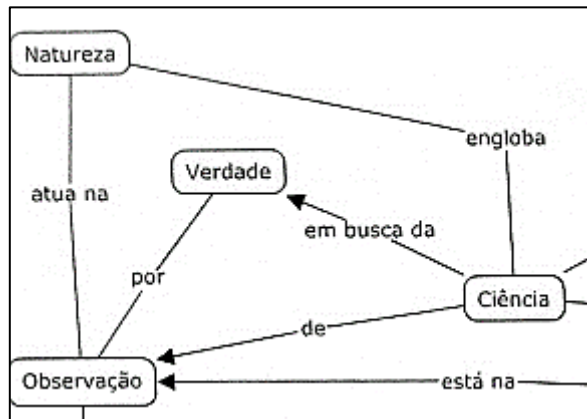 Natureza
engloba
Verdade
atua na
em busca da
por
Ciência
de
Observação
está na